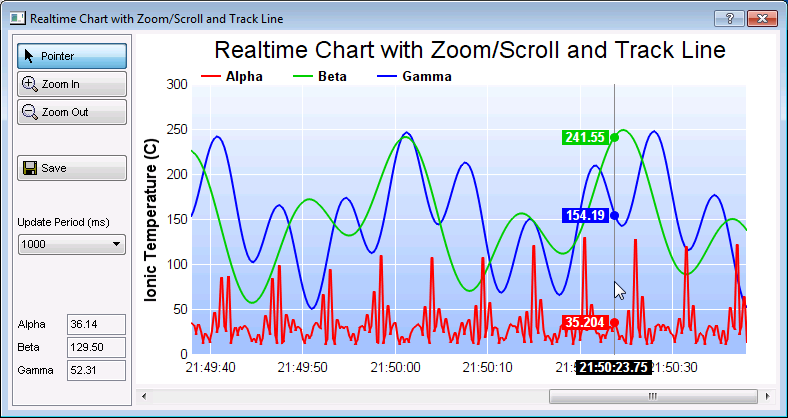 Realtime Chart with Zoom/Scroll and Track Line
Pointer
Zoom In
Zoom Out
Save
Update Period (ms)
1000
Alpha 36.14
Beta 129.50
Gamma 52.31
Realtime Chart with Zoom/Scroll and Track Line
Alpha Beta Gamma
Ionic Temperature (C)
300
250
200
150
100
50
0
241.55
154.19
35.204
21:49:40 21:49:50 21:50:00 21:50:10 21:50:23.75 21:50:30